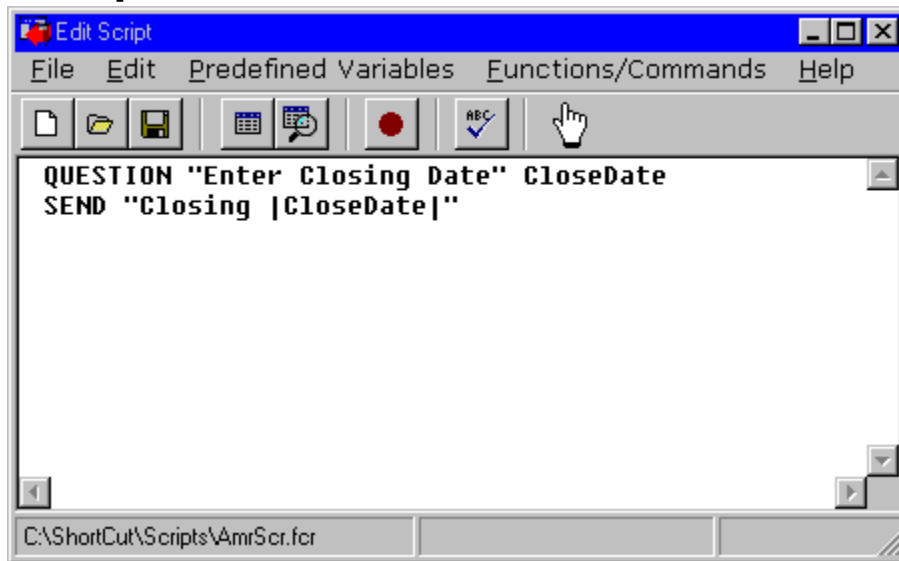 Edit Script
File Edit Predefined Variables Functions/Commands Help
ABC
QUESTION "Enter Closing Date" CloseDate
SEND "Closing |CloseDate|"
C:\ShortCut\Scripts\AmrScr.fcr